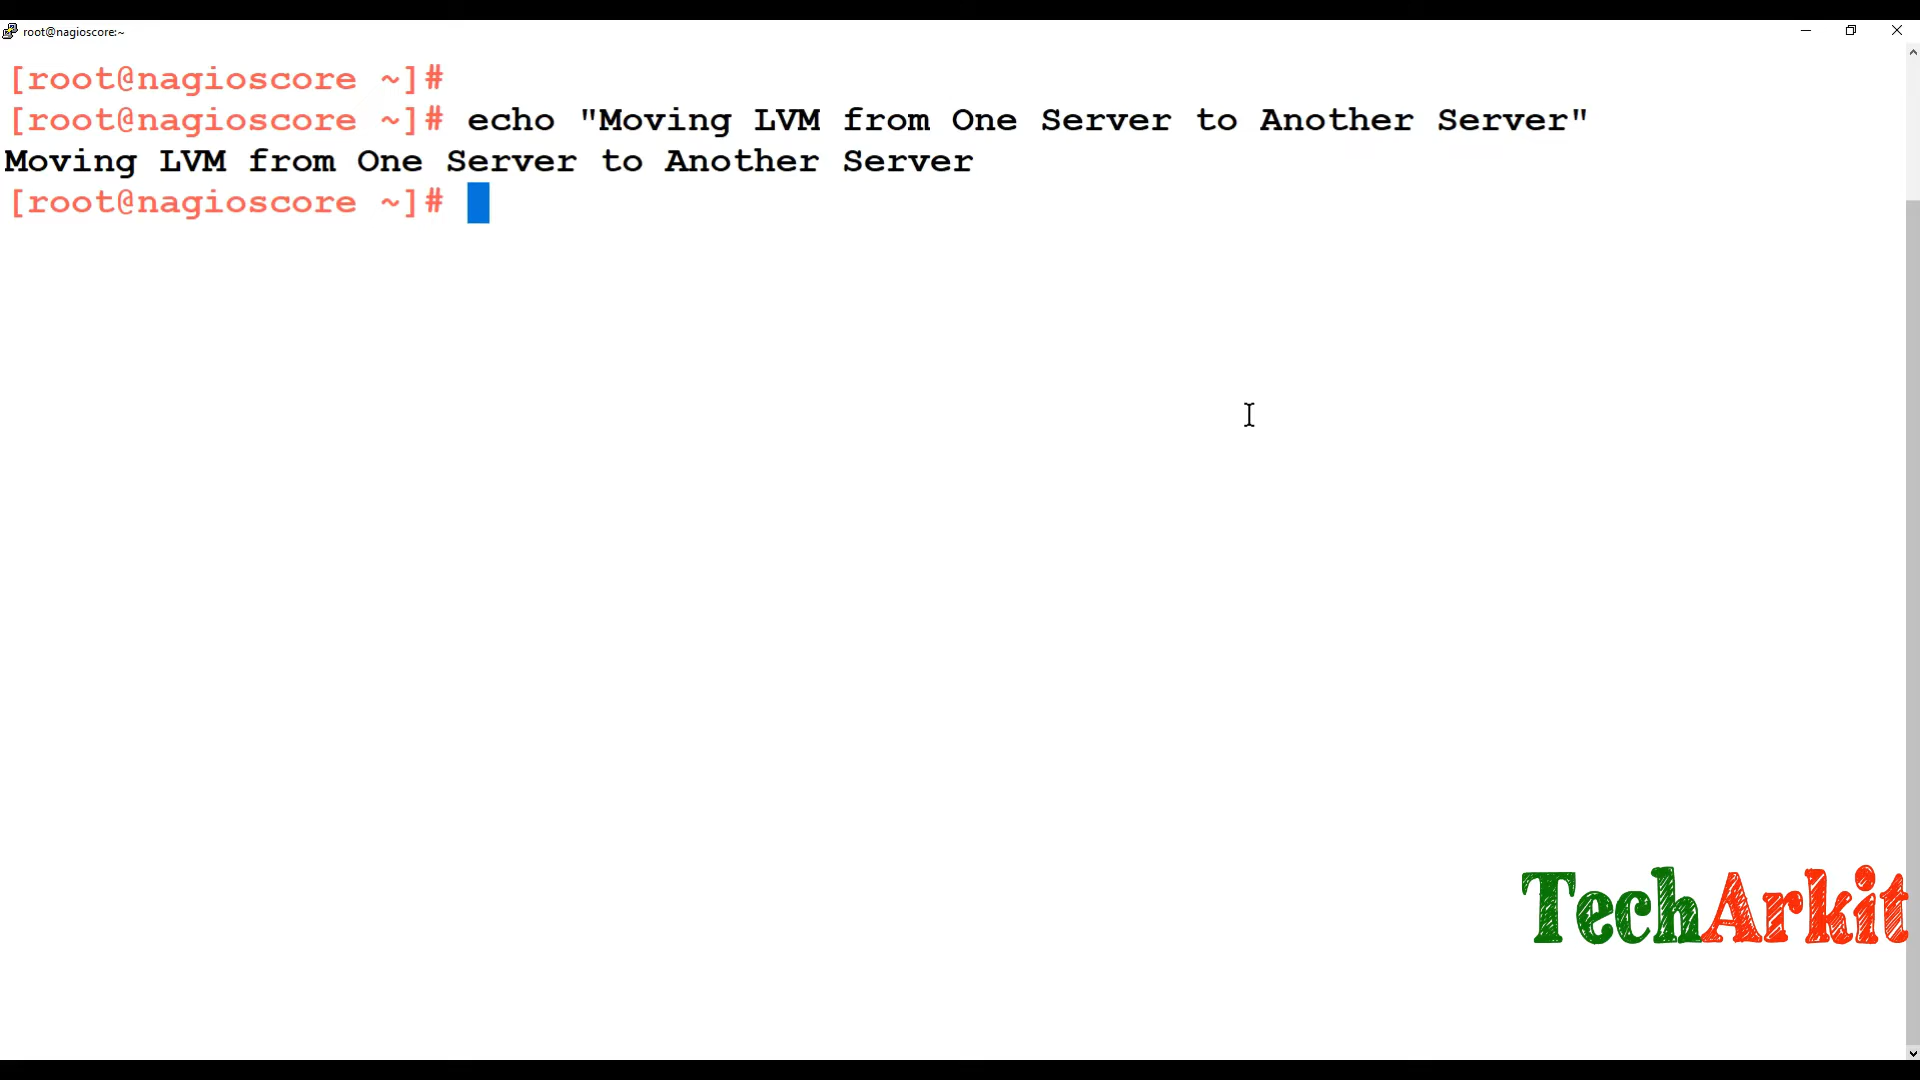 root@nagioscore:~
[root@nagioscore ~]#
[root@nagioscore ~]# echo "Moving LVM from One Server to Another Server"
Moving LVM from One Server to Another Server
[root@nagioscore ~]#
TechArkit